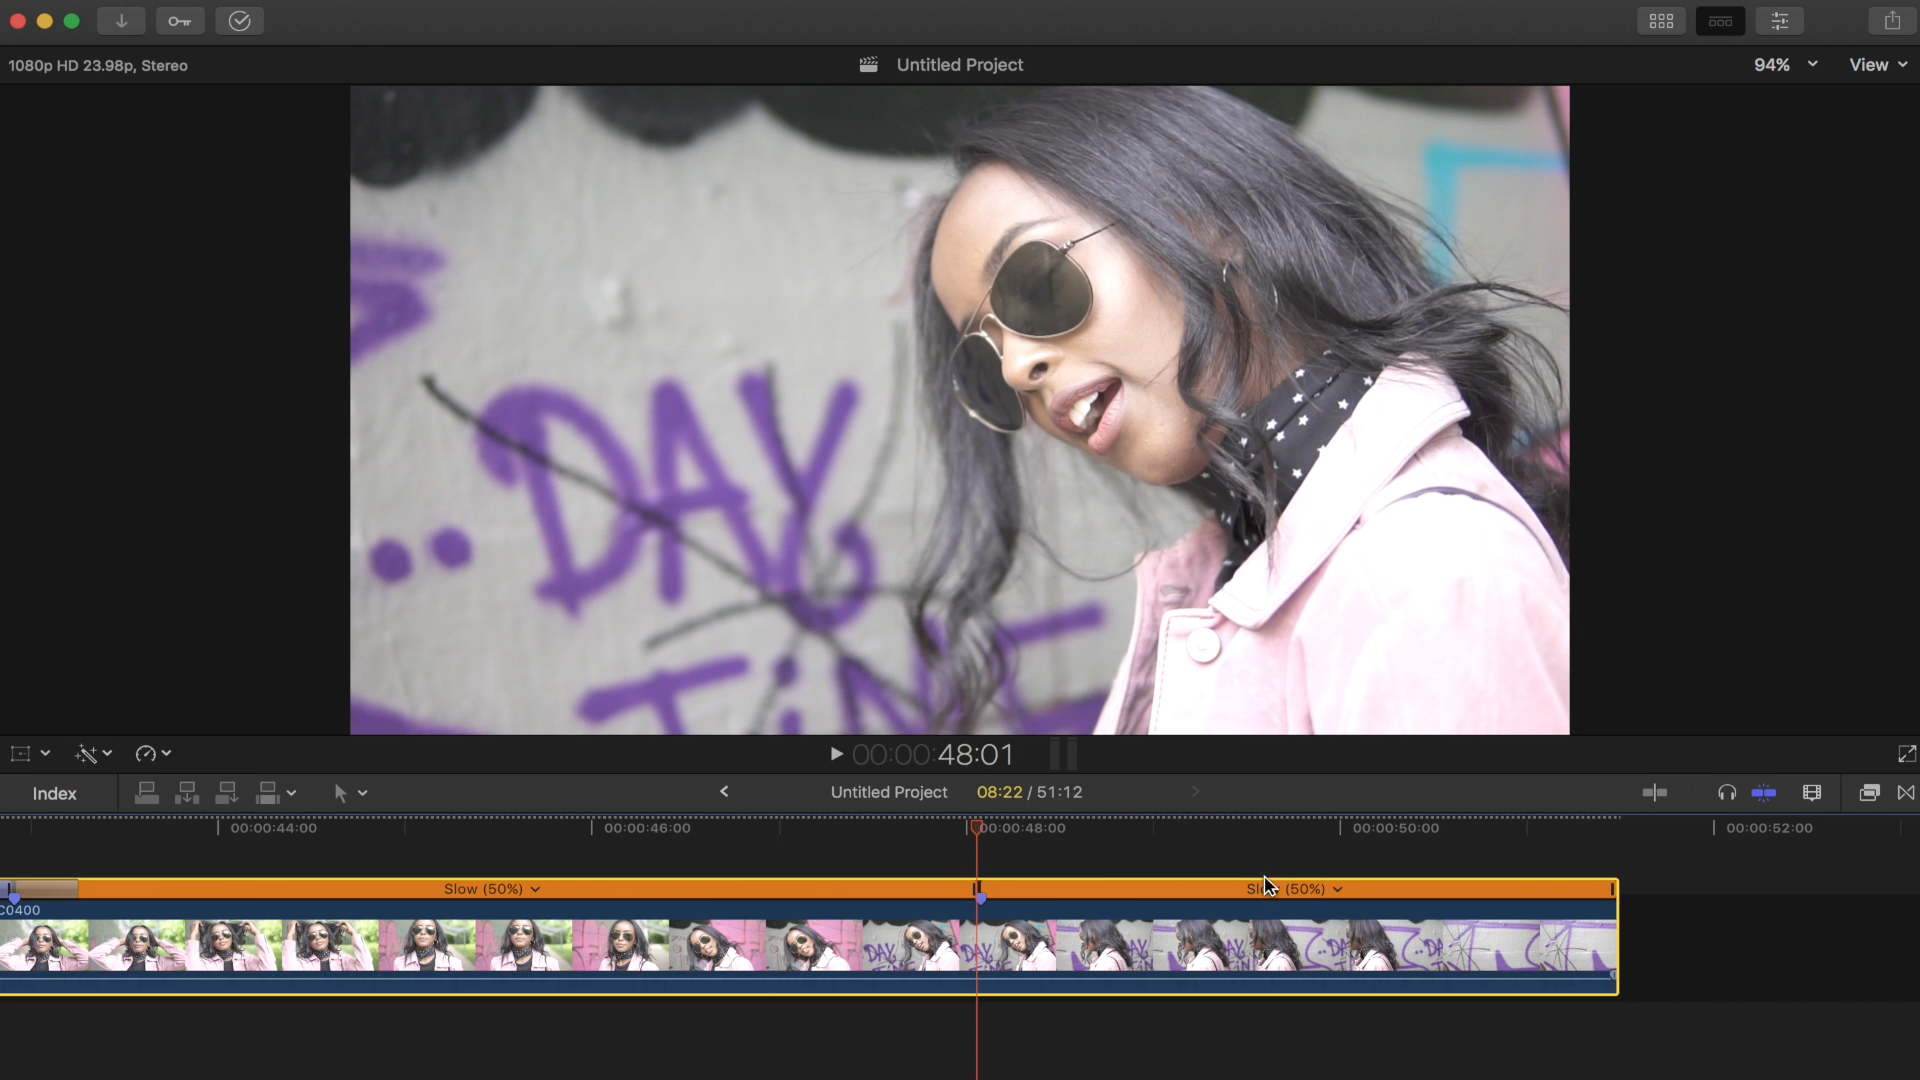 1080p HD 23.98p, Stereo
Untitled Project
94%
View
DAY
TiME
00:00:48:01
Index
Untitled Project
08:22 / 51:12
00:00:44:00
00:00:46:00
00:00:48:00
00:00:50:00
00:00:52:00
Slow (50%)
(50%)
C0400